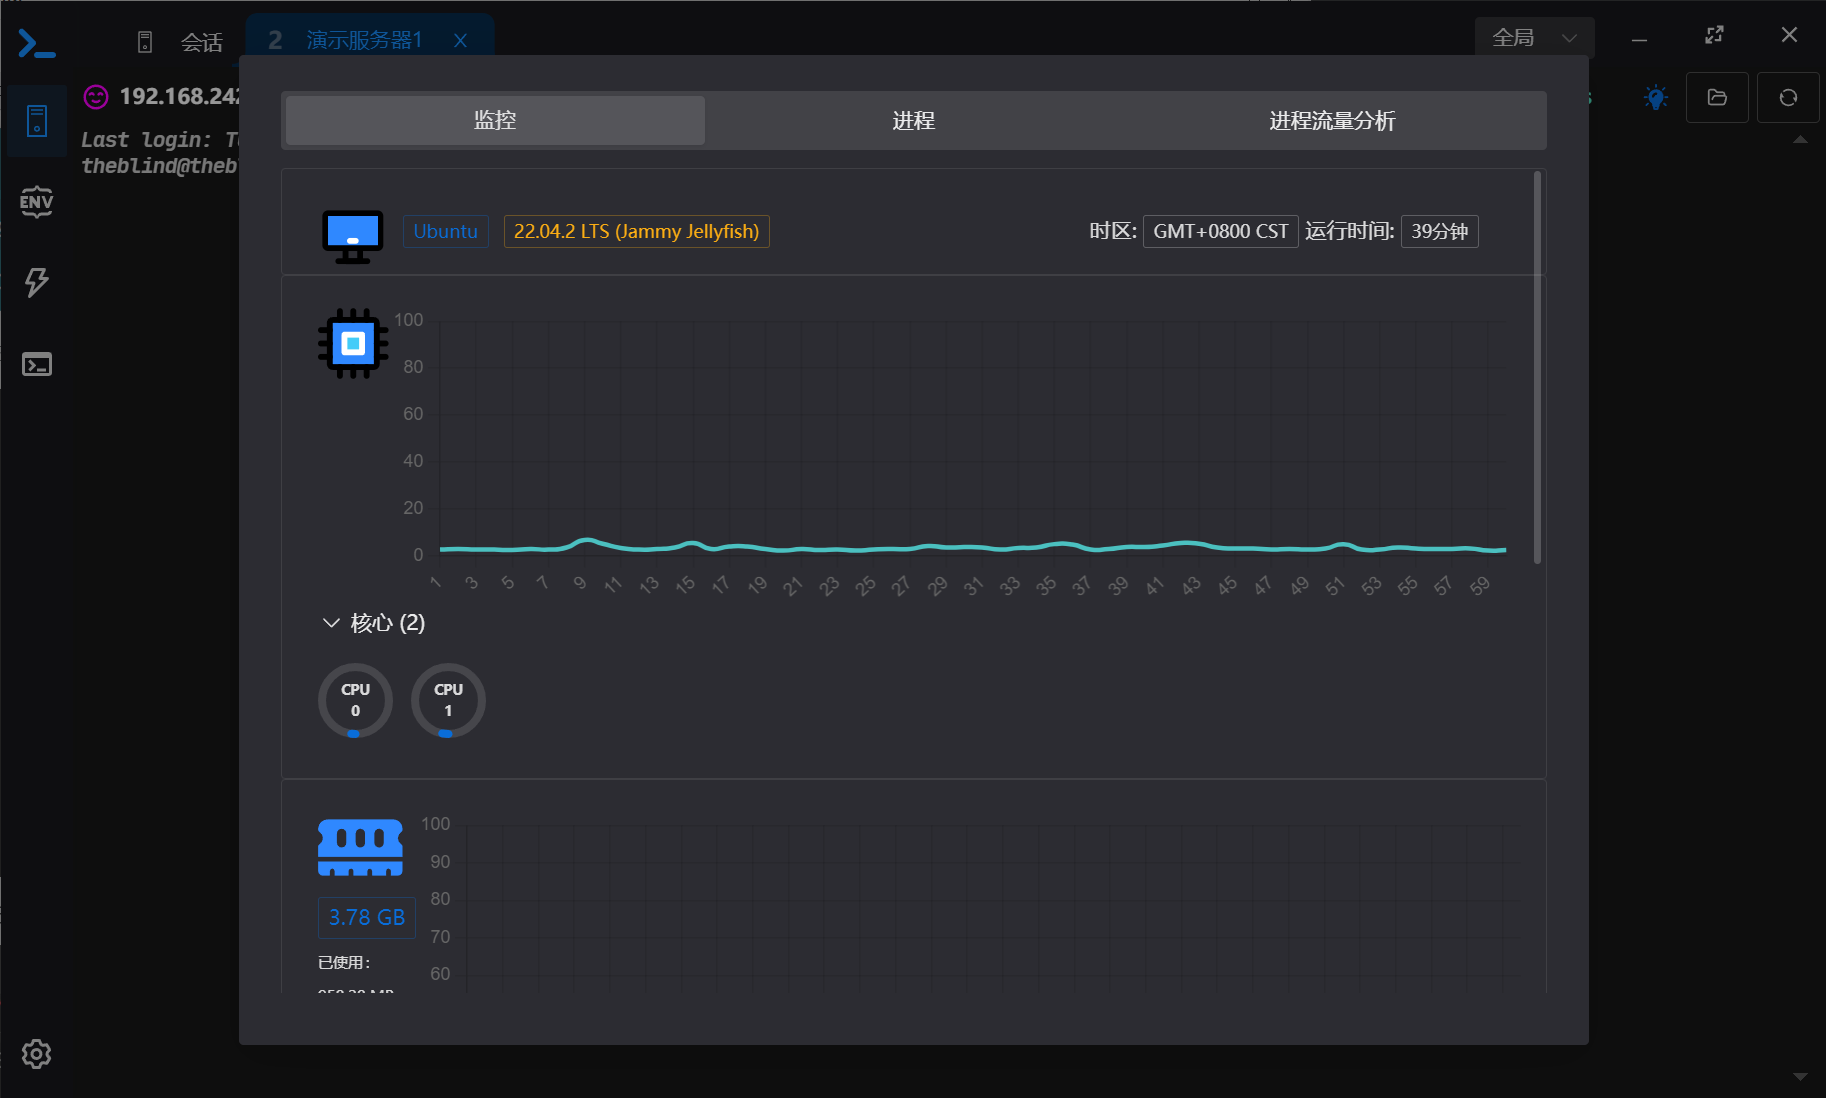 会话
2 演示服务器1
全局
192.168.242
Last login: T
theblind@theb
ENV
监控
进程
进程流量分析
Ubuntu
22.04.2 LTS (Jammy Jellyfish)
时区: GMT+0800 CST 运行时间: 39分钟
100
80
60
40
20
0
1 3 5 7 9 11 13 15 17 19 21 23 25 27 29 31 33 35 37 39 41 43 45 47 49 51 53 55 57 59
核心 (2)
CPU 0
CPU 1
100
90
80
70
60
3.78 GB
已使用: